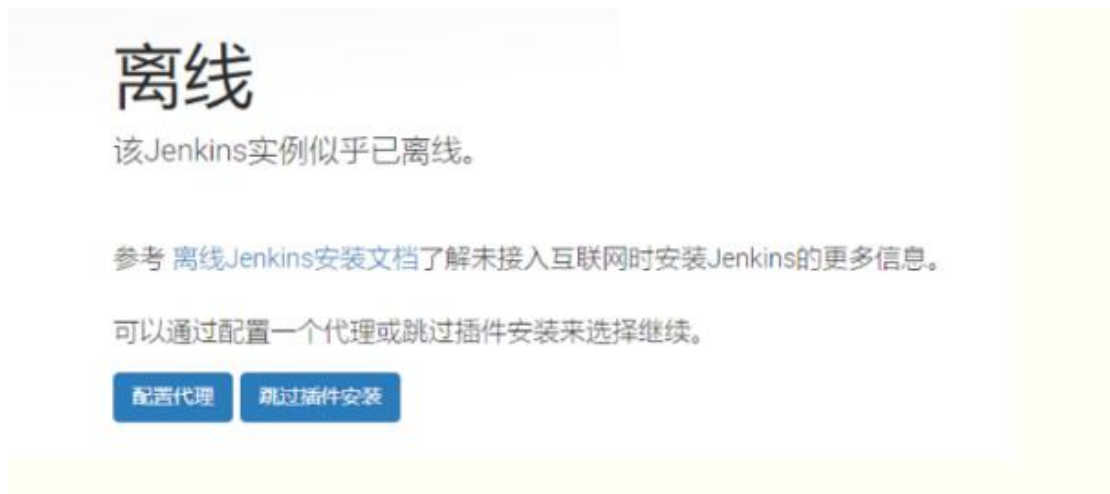 离线
该Jenkins实例似乎已离线。
参考 离线Jenkins安装文档了解未接入互联网时安装Jenkins的更多信息。
可以通过配置一个代理或跳过插件安装来选择继续。
配置代理 跳过插件安装